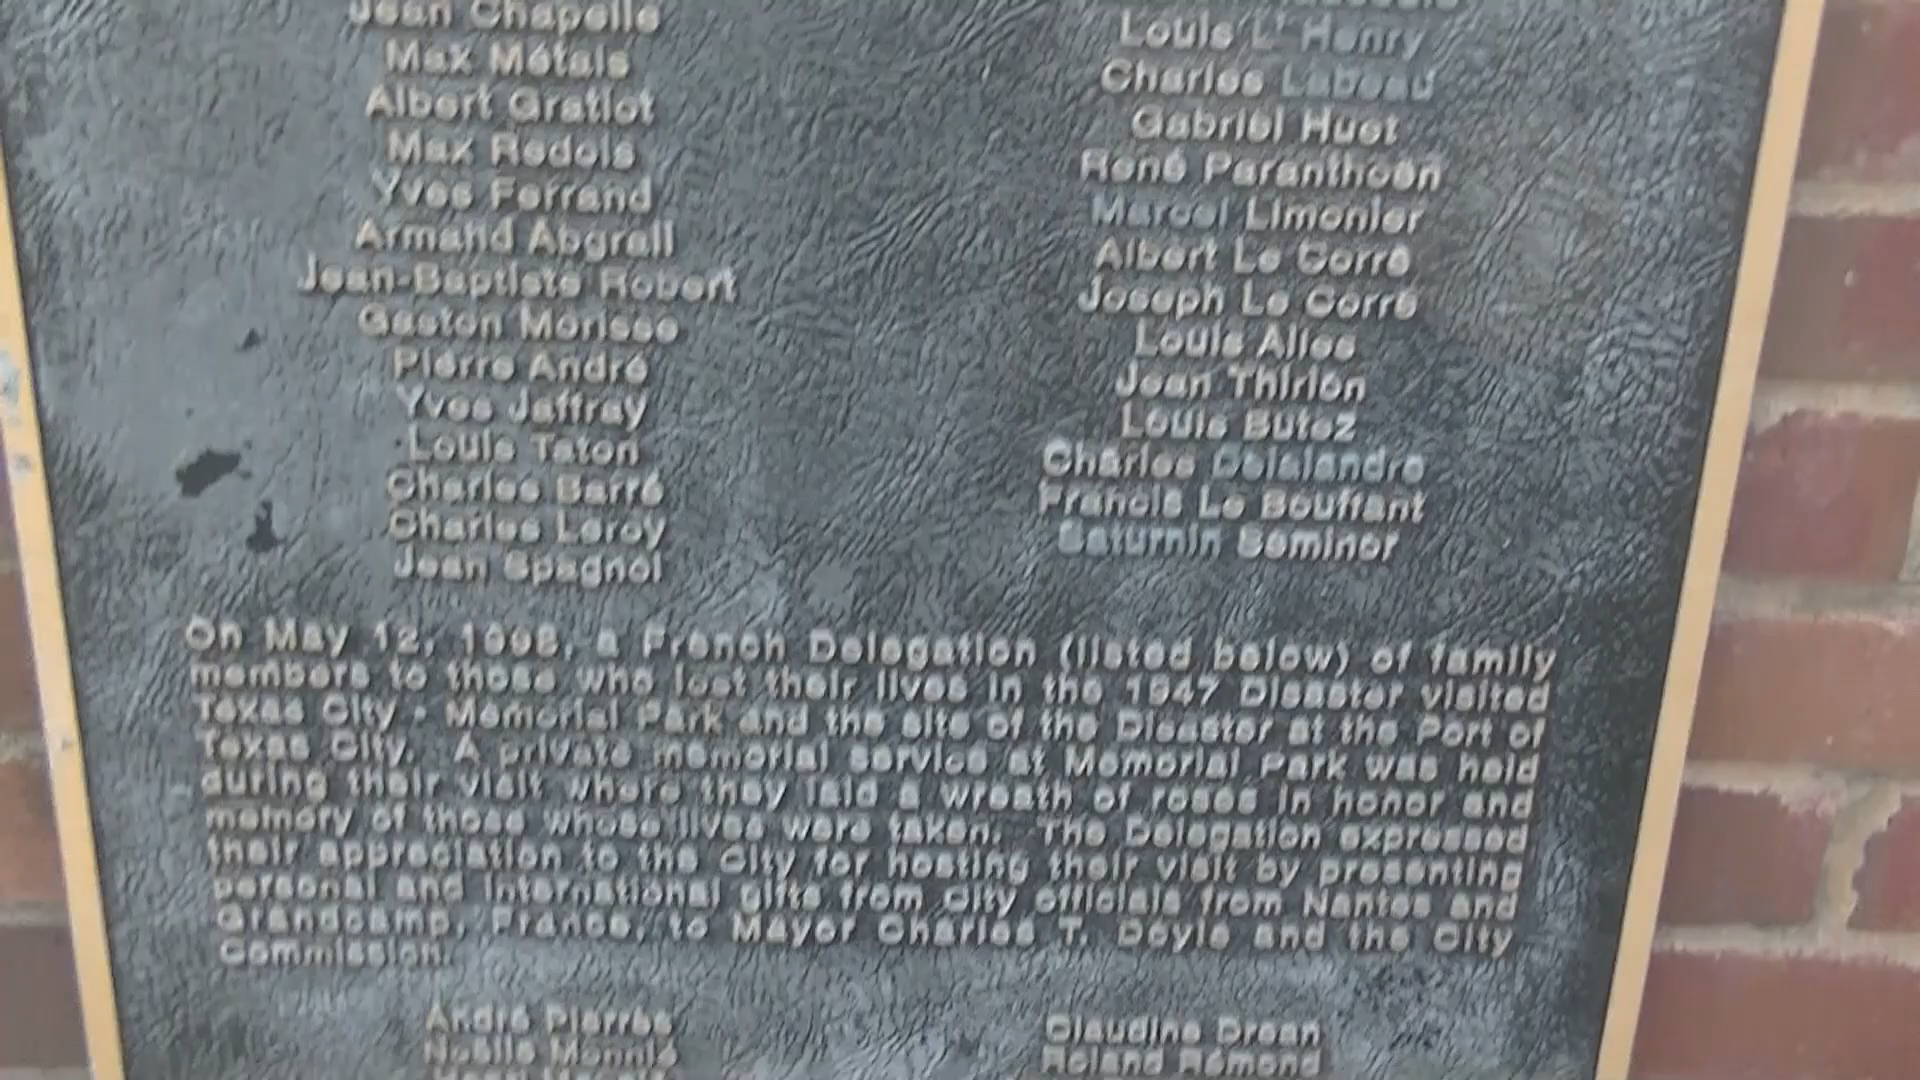 Jean Chapelle
Max Métais
Albert Gratiot
Max Redois
Yves Ferrand
Armand Abgrall
Jean-Baptiste Robert
Gaston Morisse
Pierre André
Yves Jaffray
Louis Taton
Charles Barré
Charles Leroy
Jean Spagnol
Louis L'Henry
Charles Labeau
Gabriel Huet
René Paranthoën
Marcel Limonier
Albert Le Corre
Joseph Le Corre
Louis Alies
Jean Thirion
Louis Butez
Charles Delalandre
Francis Le Bouffant
Saturnin Seminor
On May 12, 1998, a French Delegation (listed below) of family
members to those who lost their lives in the 1947 Disaster visited
Texas City - Memorial Park and the site of the Disaster at the Port of
Texas City. A private memorial service at Memorial Park was held
during their visit where they laid a wreath of roses in honor and
memory of those whose lives were taken. The Delegation expressed
their appreciation to the City for hosting their visit by presenting
personal and international gifts from city officials from Nantes and
Grandcamp, France, to Mayor Charles T. Doyle and the City
Commission.
André Pierrès
Noëlle Monnié
Claudine Drean
Roland Rémond